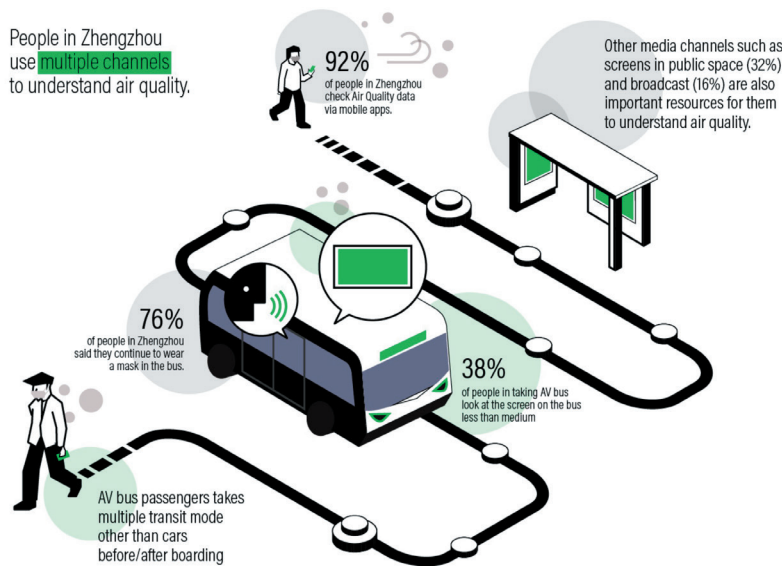 People in Zhengzhou
use multiple channels
to understand air quality.
92%
of people in Zhengzhou
check Air Quality data
via mobile apps.
Other media channels such as
screens in public space (32%)
and broadcast (16%) are also
important resources for them
to understand air quality.
76%
of people in Zhengzhou
said they continue to wear
a mask in the bus.
38%
of people in taking AV bus
look at the screen on the bus
less than medium
AV bus passengers takes
multiple transit mode
other than cars
before/after boarding